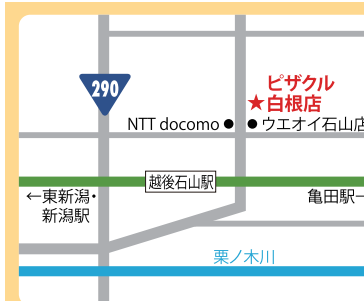 290
ピザクル
★白根店
NTT docomo ● ● ウエオイ石山店
越後石山駅
←東新潟・
新潟駅
亀田駅→
栗ノ木川